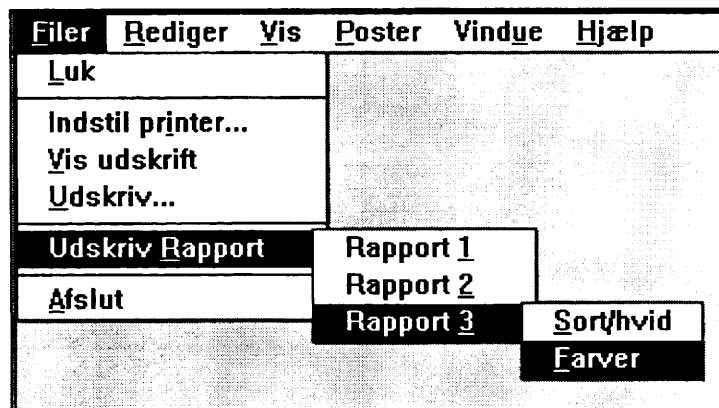 Filer Rediger Vis Poster Vindue Hjælp
Luk
Indstil printer...
Vis udskrift
Udskriv...
Udskriv Rapport
Afslut
Rapport 1
Rapport 2
Rapport 3
Sort/hvid
Farver